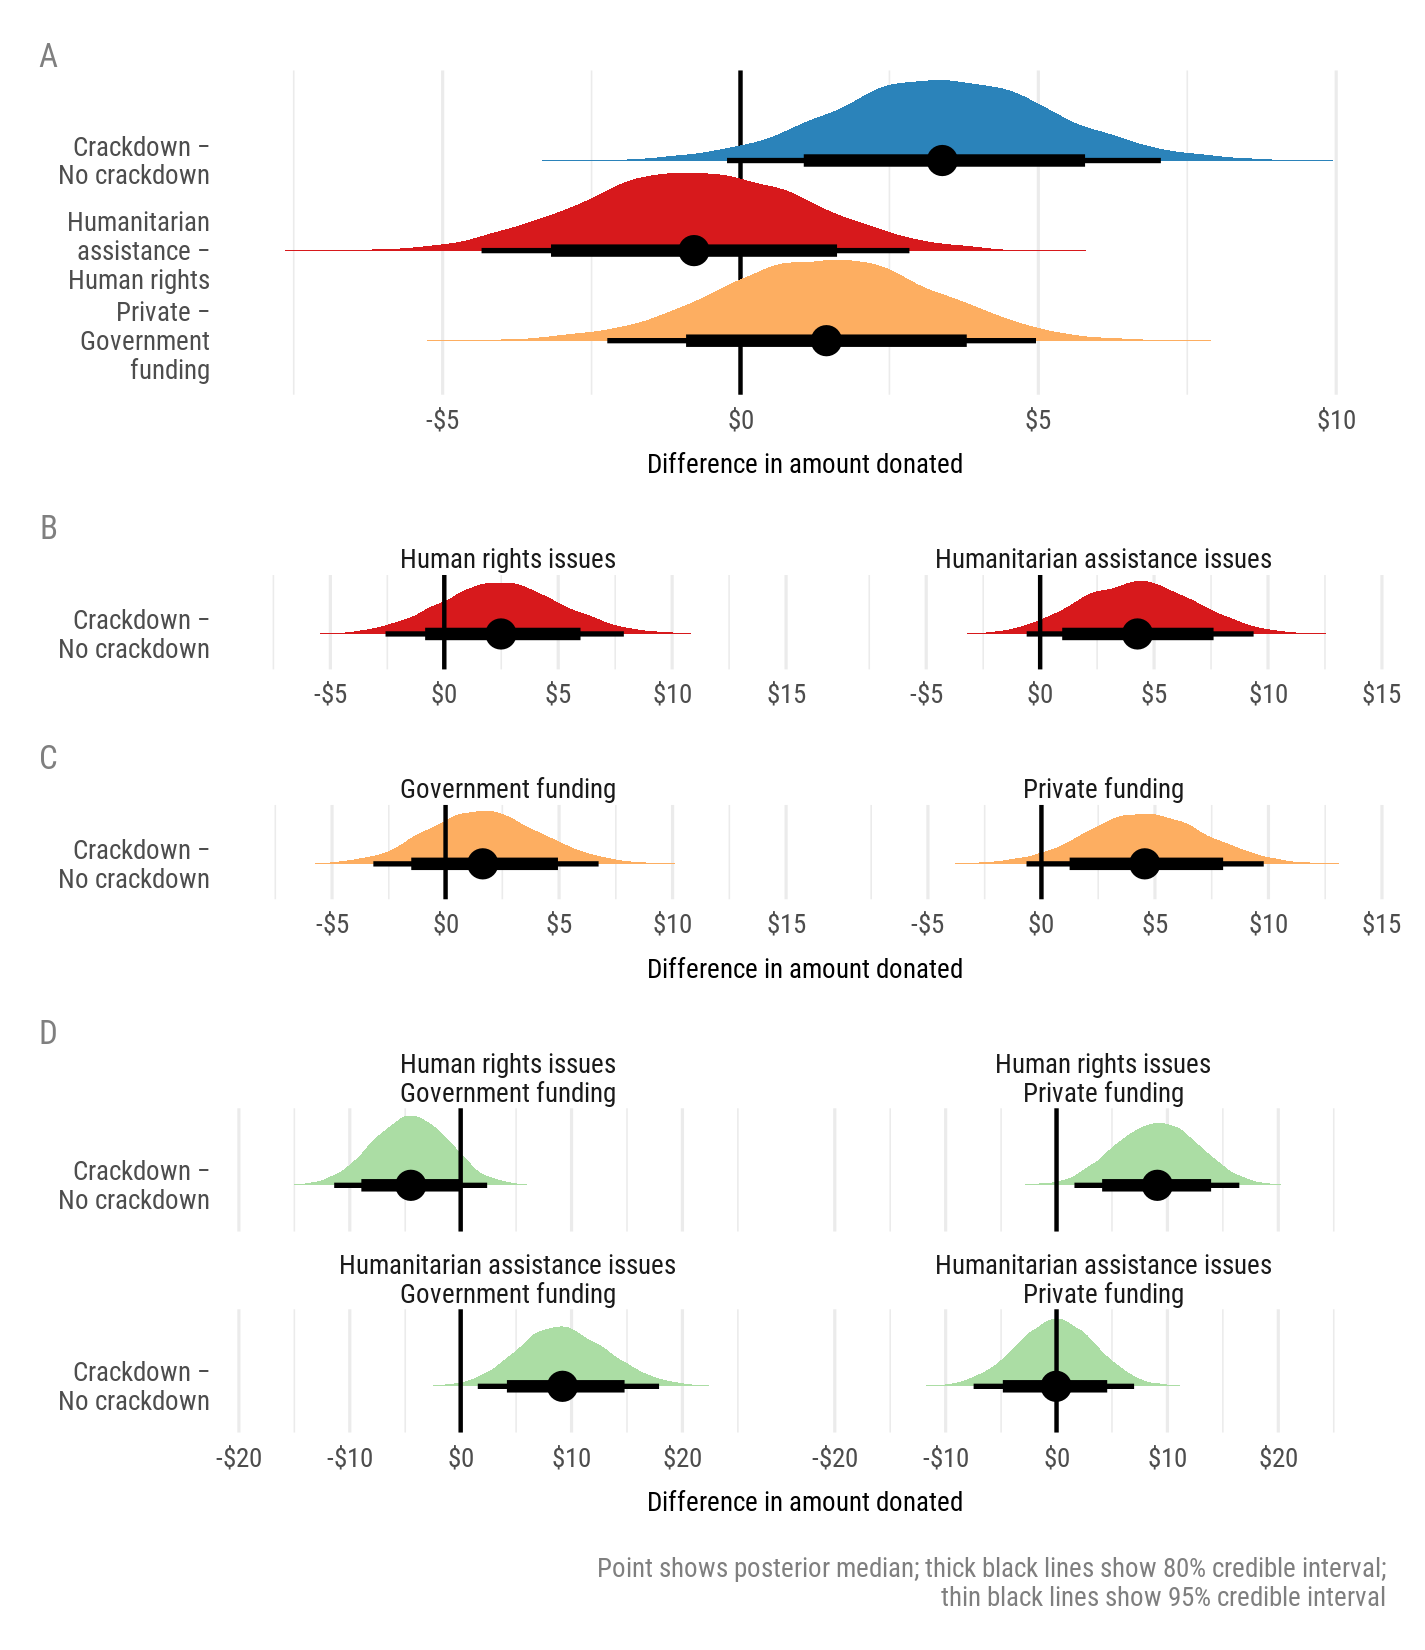 A
Crackdown −
No crackdown
Humanitarian
assistance −
Human rights
Private −
Government
funding
-$5 $0 $5 $10
Difference in amount donated
B
Human rights issues Humanitarian assistance issues
Crackdown −
No crackdown
-$5 $0 $5 $10 $15 -$5 $0 $5 $10 $15
C
Government funding Private funding
Crackdown −
No crackdown
-$5 $0 $5 $10 $15 -$5 $0 $5 $10 $15
Difference in amount donated
D
Human rights issues Human rights issues
Government funding Private funding
Crackdown −
No crackdown
Humanitarian assistance issues Humanitarian assistance issues
Government funding Private funding
Crackdown −
No crackdown
-$20 -$10 $0 $10 $20 -$20 -$10 $0 $10 $20
Difference in amount donated
Point shows posterior median; thick black lines show 80% credible interval;
thin black lines show 95% credible interval